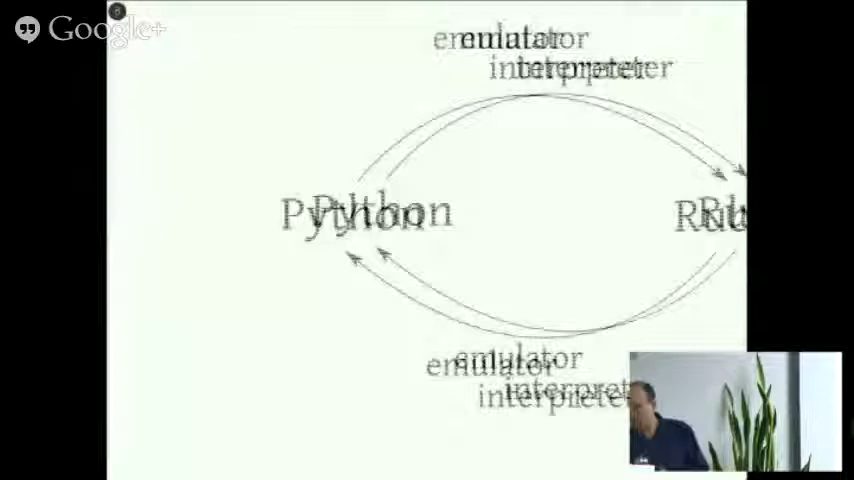 Google+
emulator
interpreter
Python
emulator
interpreter